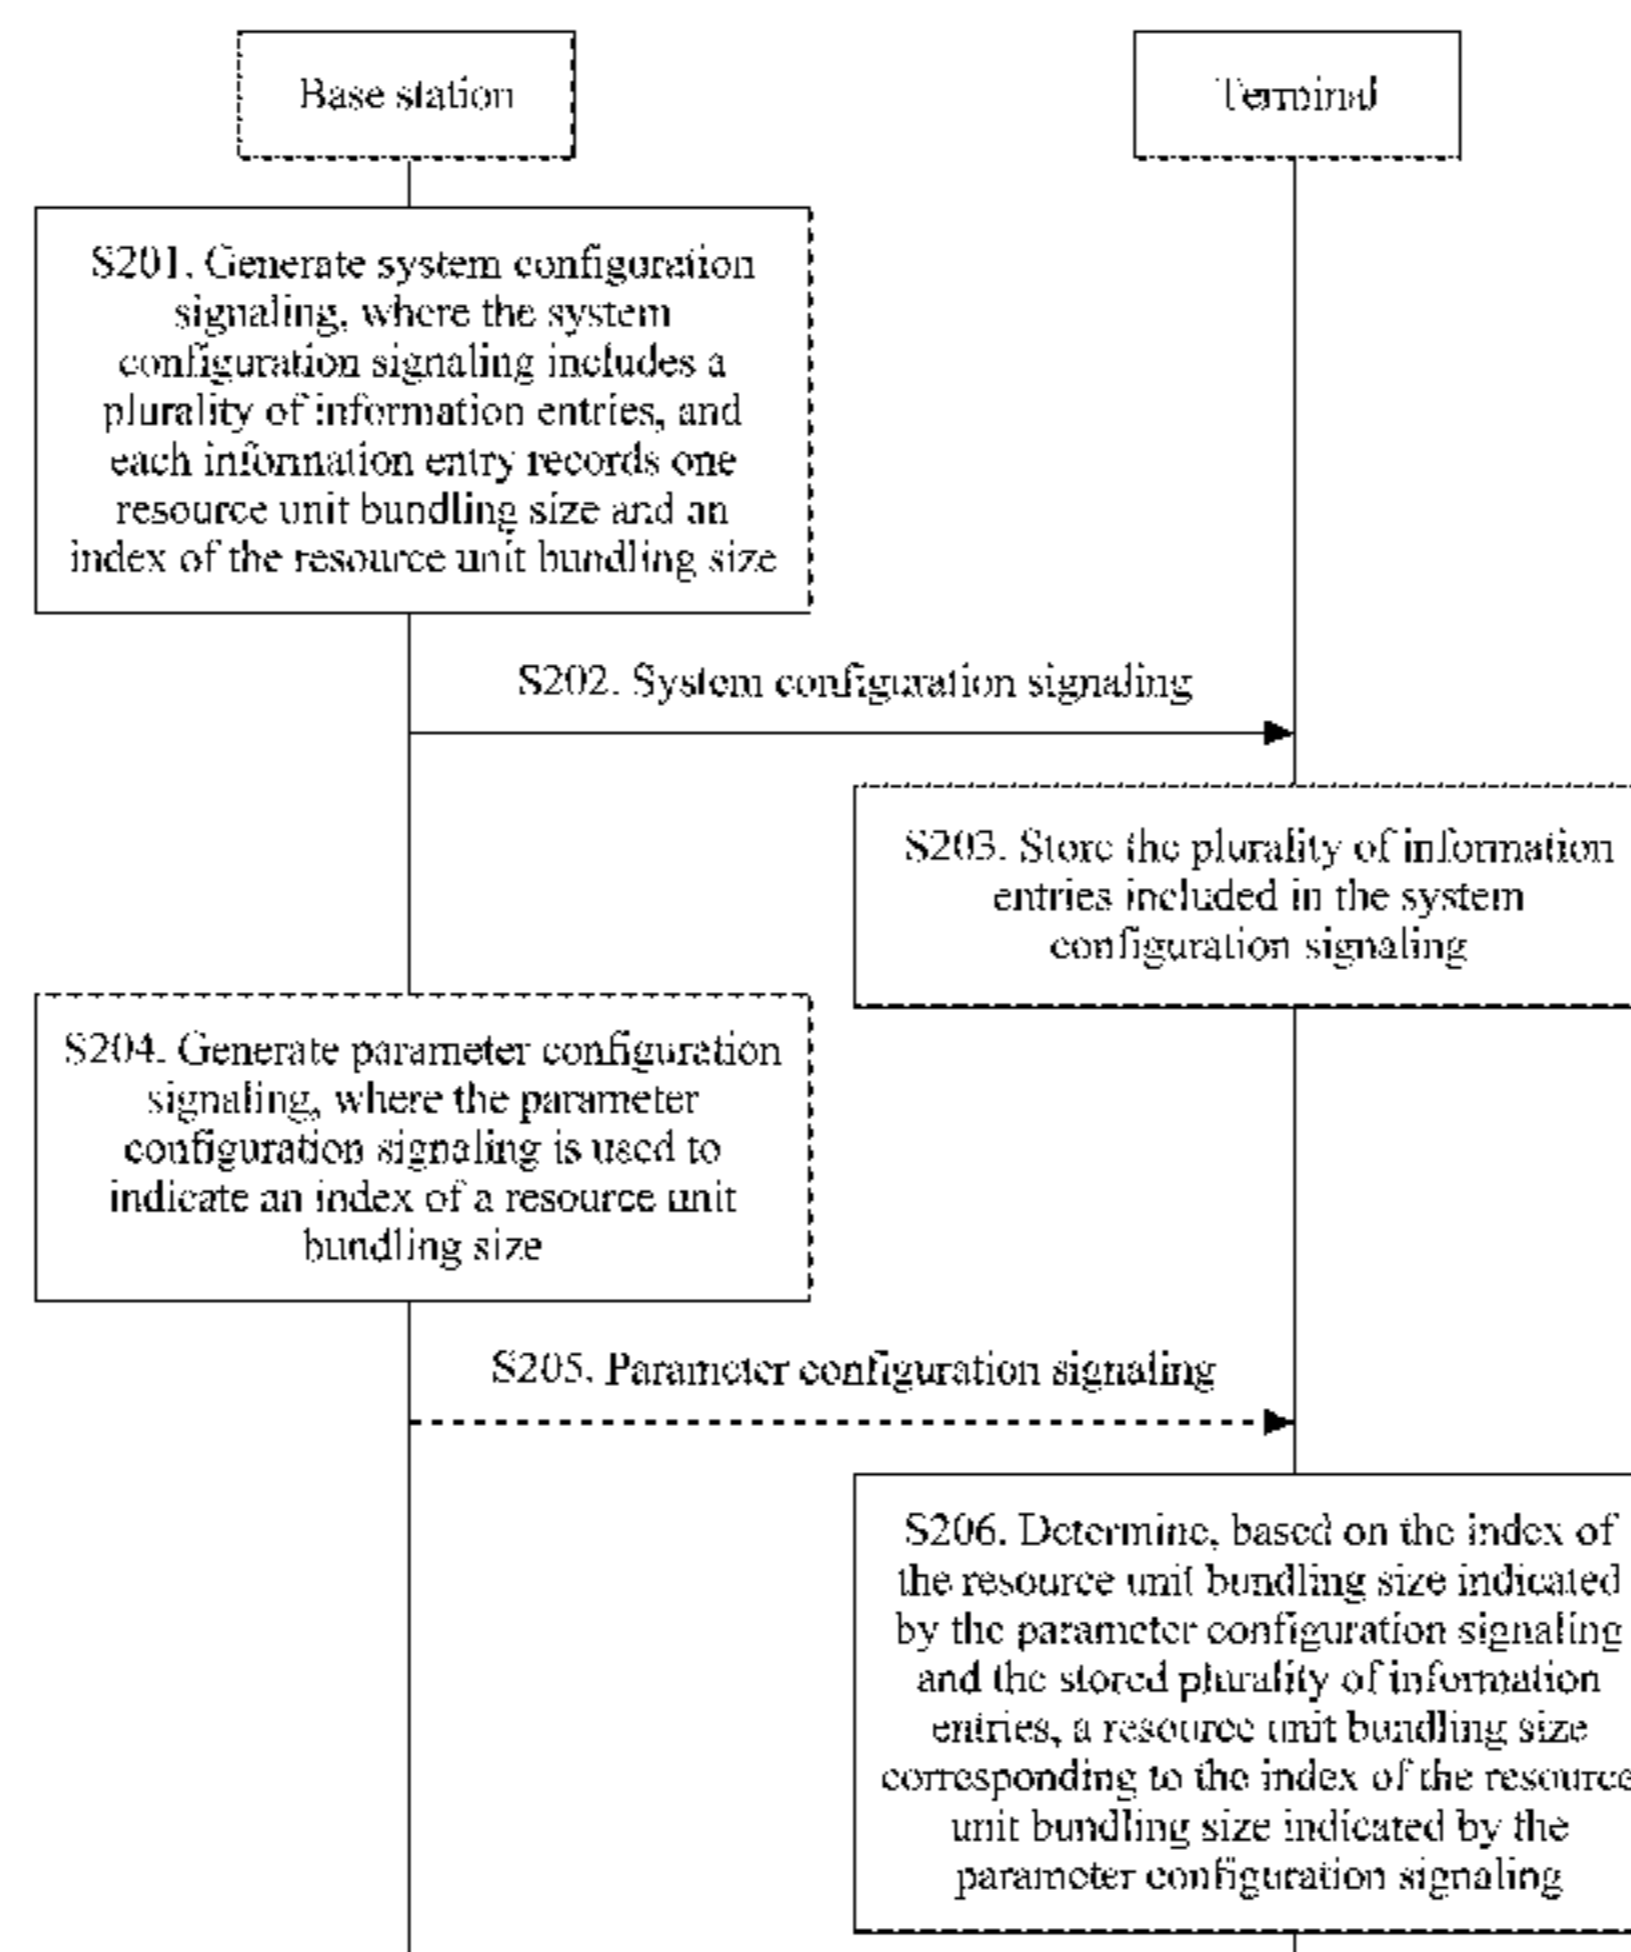 Base station
Terminal
S201. Generate system configuration
signaling, where the system
configuration signaling includes a
plurality of information entries, and
each information entry records one
resource unit bundling size and an
index of the resource unit bundling size
S202. System configuration signaling
S203. Store the plurality of information
entries included in the system
configuration signaling
S204. Generate parameter configuration
signaling, where the parameter
configuration signaling is used to
indicate an index of a resource unit
bundling size
S205. Parameter configuration signaling
S206. Determine, based on the index of
the resource unit bundling size indicated
by the parameter configuration signaling
and the stored plurality of information
entries, a resource unit bundling size
corresponding to the index of the resource
unit bundling size indicated by the
parameter configuration signaling